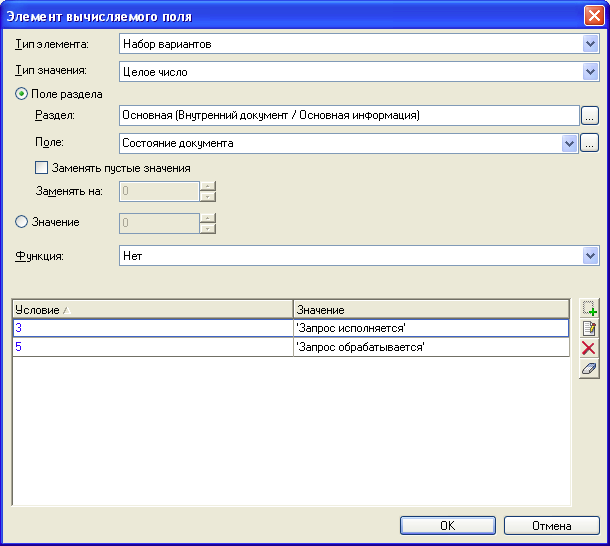 Элемент вычисляемого поля
Тип элемента: Набор вариантов
Тип значения: Целое число
Поле раздела
Раздел: Основная (Внутренний документ / Основная информация) ...
Поле: Состояние документа ...
Заменять пустые значения
Заменять на: 0
Значение 0
Функция: Нет
Условие Значение
3 'Запрос исполняется'
5 'Запрос обрабатывается'
OK Отмена